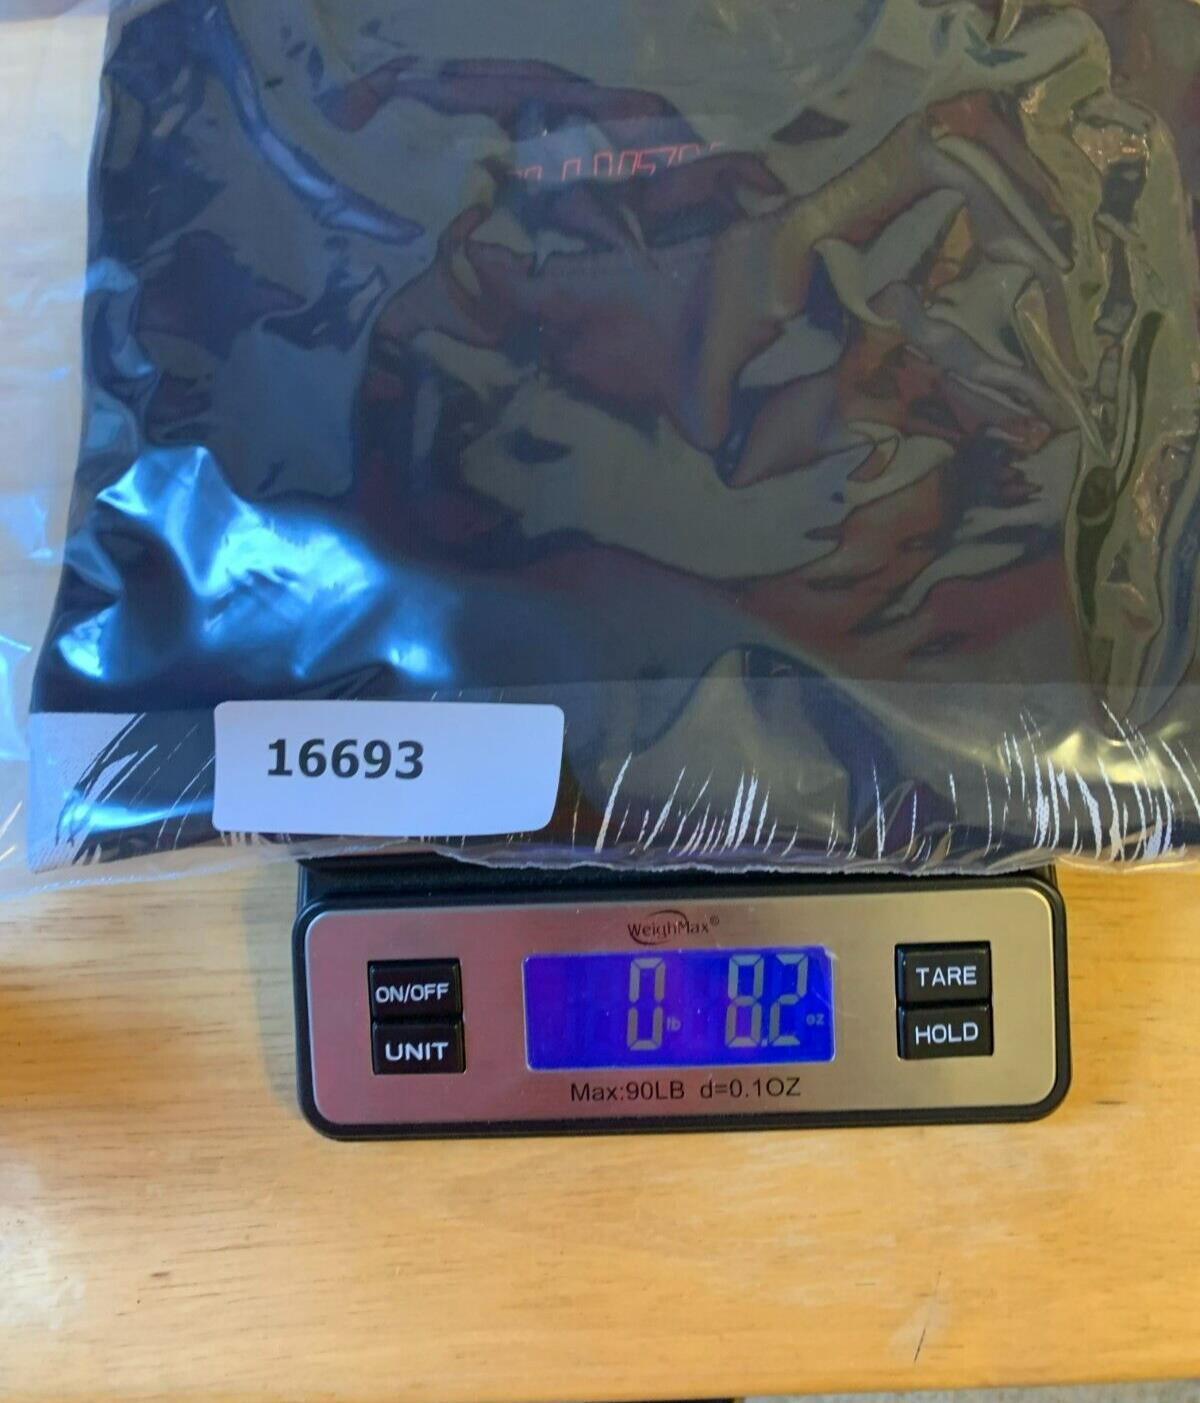 16693
WeighMax®
ON/OFF
UNIT
0 lb 8.2 oz
TARE
HOLD
Max:90LB d=0.1OZ